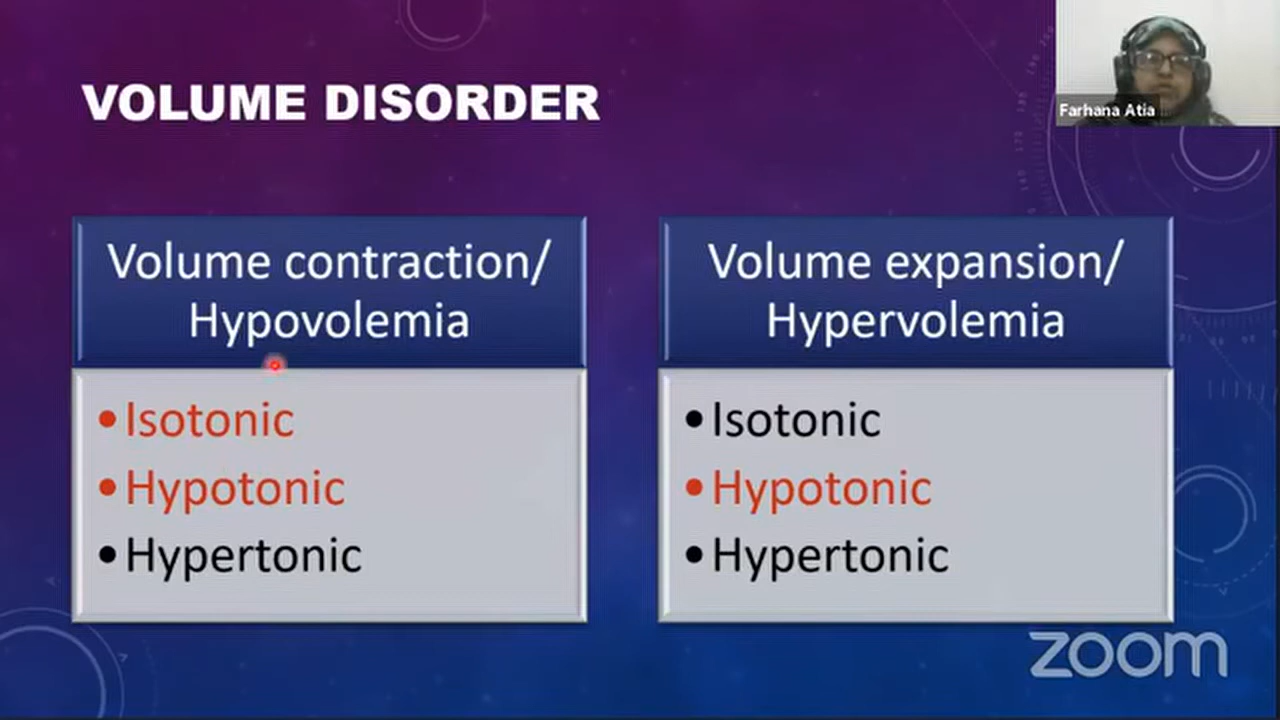 VOLUME DISORDER
Farhana Atia
Volume contraction/
Hypovolemia
•Isotonic
•Hypotonic
•Hypertonic
Volume expansion/
Hypervolemia
•Isotonic
•Hypotonic
•Hypertonic
zoom